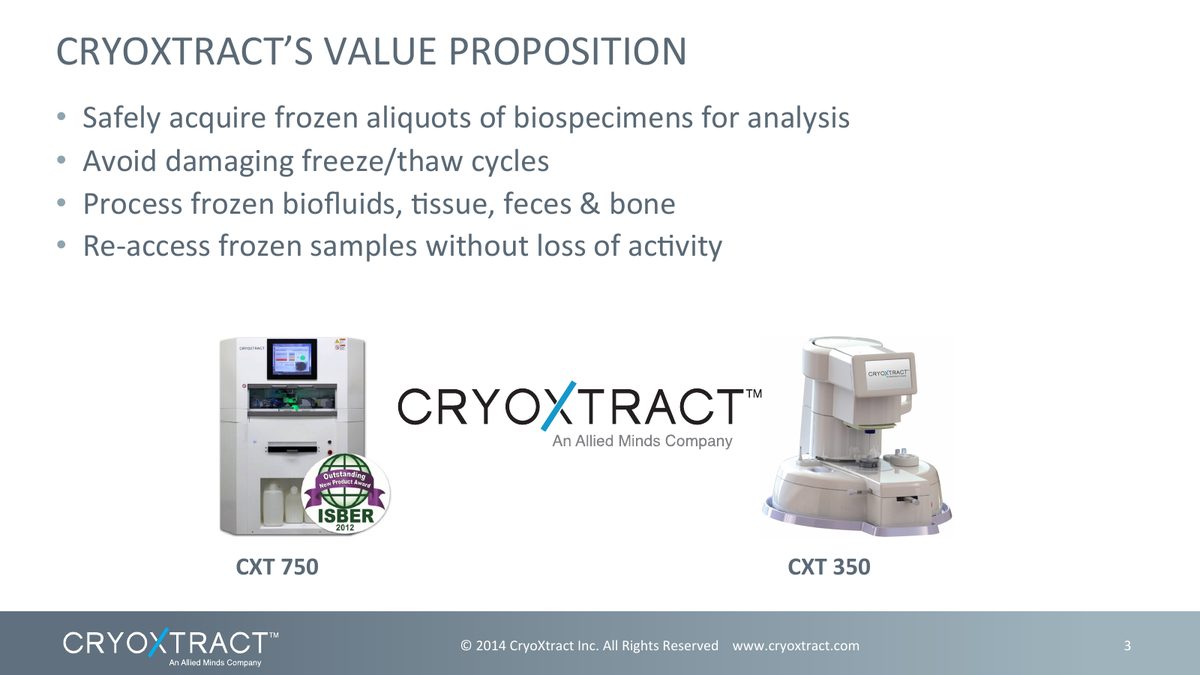 CRYOXTRACT'S VALUE PROPOSITION
• Safely acquire frozen aliquots of biospecimens for analysis
• Avoid damaging freeze/thaw cycles
• Process frozen biofluids, tissue, feces & bone
• Re-access frozen samples without loss of activity
CRYOXTRACT
Outstanding
New Product Award
ISBER
2012
CRYOXTRACT™
An Allied Minds Company
CRYOXTRACT
CXT 750
CXT 350
CRYOXTRACT™
An Allied Minds Company
© 2014 CryoXtract Inc. All Rights Reserved www.cryoxtract.com
3